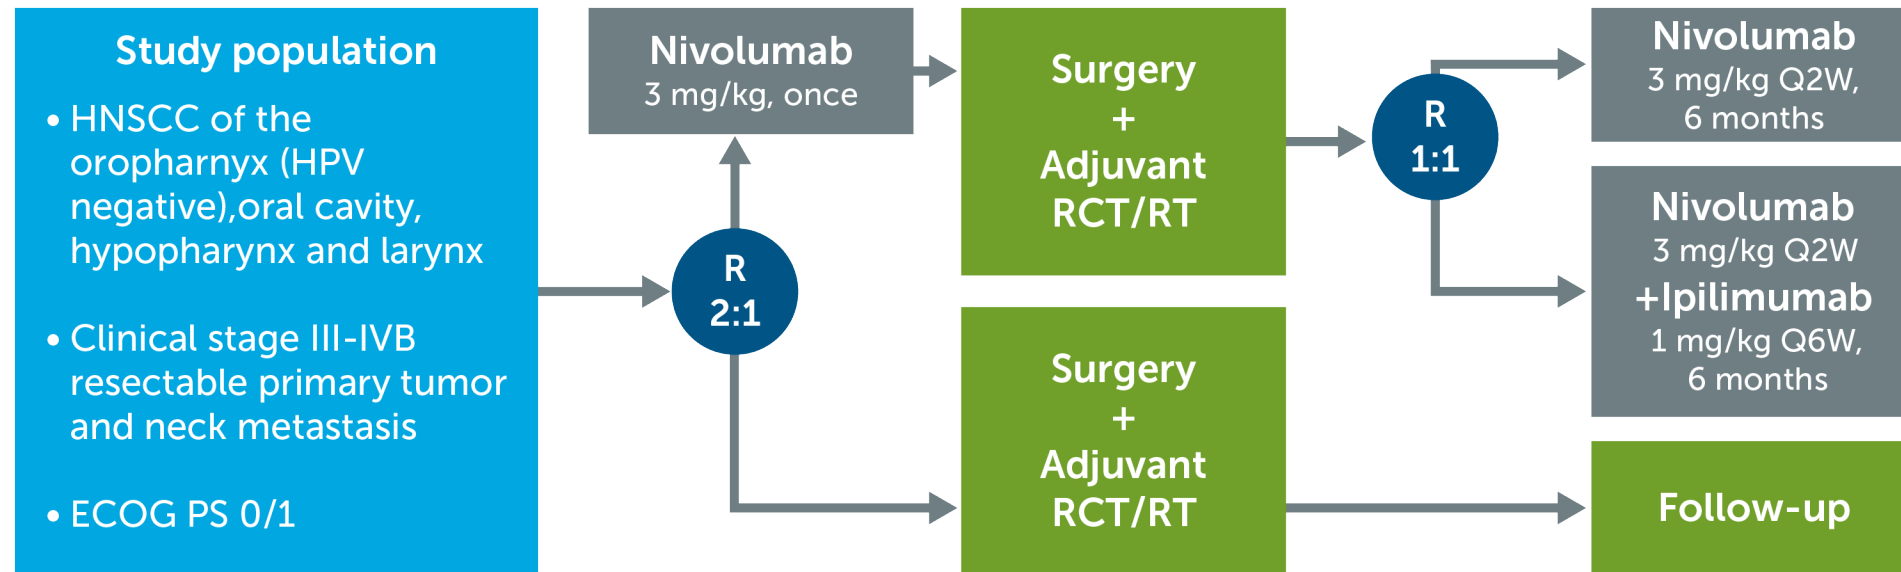 Study population
• HNSCC of the
oropharnyx (HPV
negative),oral cavity,
hypopharynx and larynx
• Clinical stage III-IVB
resectable primary tumor
and neck metastasis
• ECOG PS 0/1
R
2:1
Nivolumab
3 mg/kg, once
Surgery
+
Adjuvant
RCT/RT
Surgery
+
Adjuvant
RCT/RT
R
1:1
Nivolumab
3 mg/kg Q2W,
6 months
Nivolumab
3 mg/kg Q2W
+Ipilimumab
1 mg/kg Q6W,
6 months
Follow-up